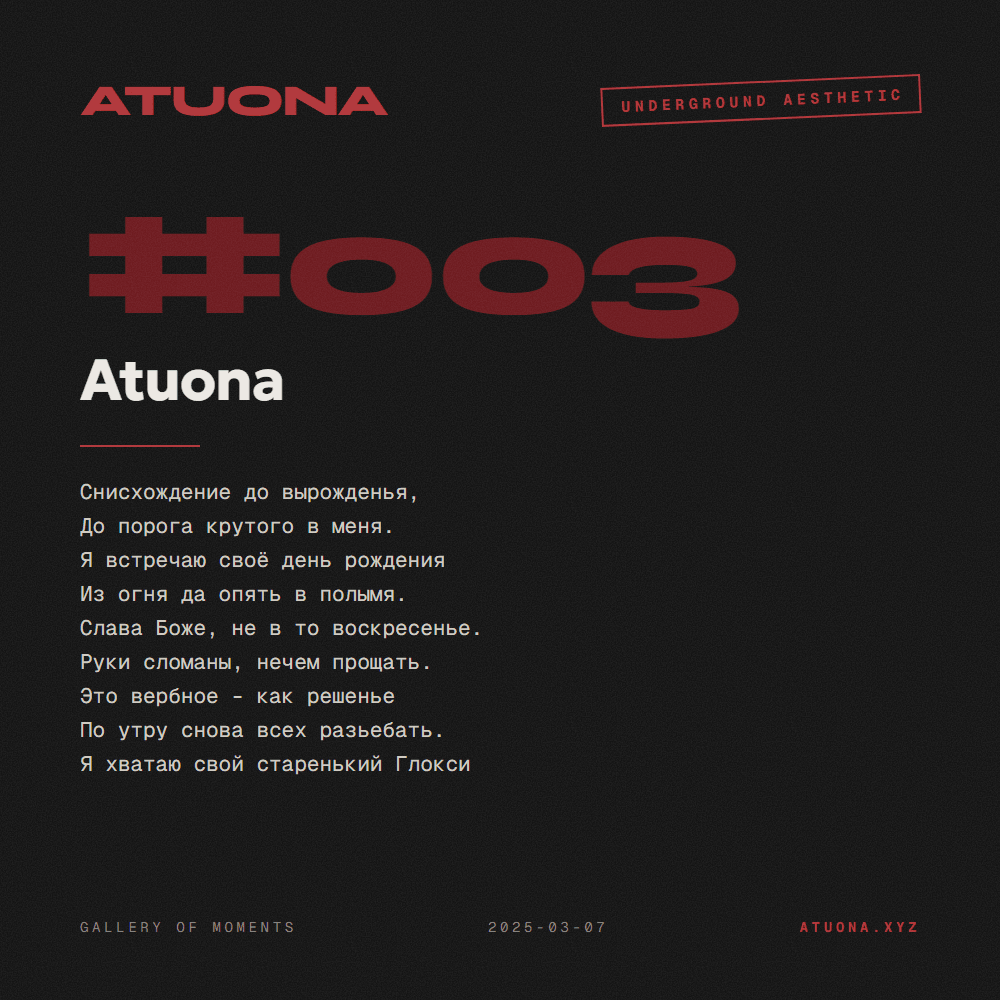 ATUONA
UNDERGROUND AESTHETIC
#003
Atuona
Снисхождение до вырожденья,
До порога крутого в меня.
Я встречаю своё день рождения
Из огня да опять в полымя.
Слава Боже, не в то воскресенье.
Руки сломаны, нечем прощать.
Это вербное – как решенье
По утру снова всех разьебать.
Я хватаю свой старенький Глокси
GALLERY OF MOMENTS
2025-03-07
ATUONA.XYZ